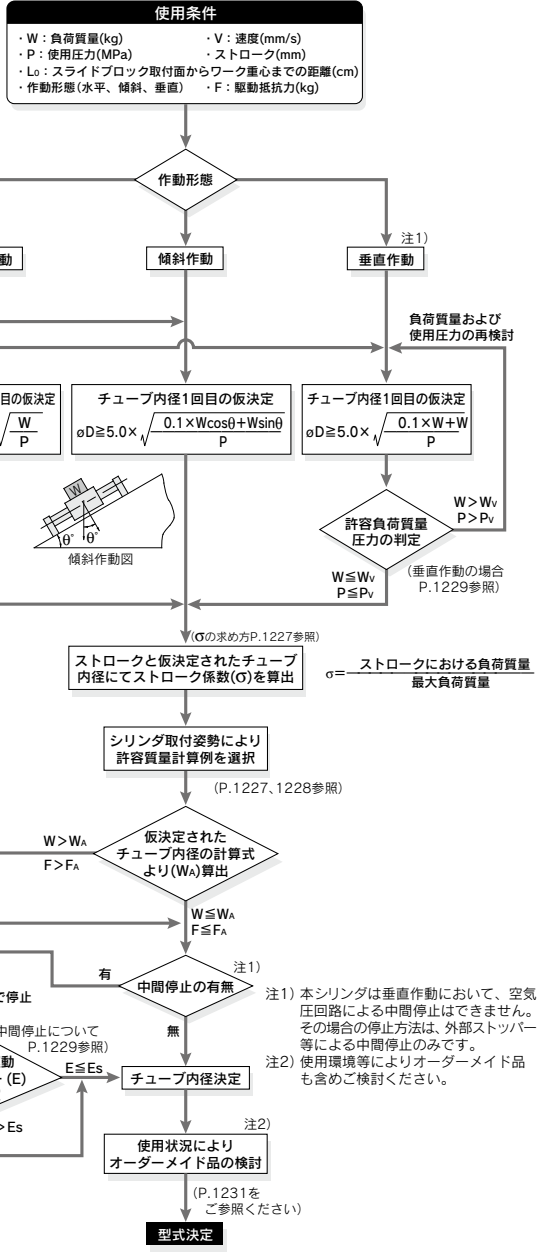 使用条件
・W：負荷質量(kg)　・V：速度(mm/s)
・P：使用圧力(MPa)　・ストローク(mm)
・L₀：スライドブロック取付面からワーク重心までの距離(cm)
・作動形態(水平、傾斜、垂直)　・F：駆動抵抗力(kg)
作動形態
注1)
動
傾斜作動
垂直作動
負荷質量および
使用圧力の再検討
目の仮決定
√W/P
チューブ内径1回目の仮決定
øD≧5.0×√(0.1×Wcosθ+Wsinθ)/P
チューブ内径1回目の仮決定
øD≧5.0×√(0.1×W+W)/P
W
θ° θ°
傾斜作動図
許容負荷質量
圧力の判定
W＞Wv
P＞Pv
W≦Wv
P≦Pv
(垂直作動の場合
P.1229参照)
(σの求め方P.1227参照)
ストロークと仮決定されたチューブ
内径にてストローク係数(σ)を算出
σ=ストロークにおける負荷質量/最大負荷質量
シリンダ取付姿勢により
許容質量計算例を選択
(P.1227、1228参照)
仮決定された
チューブ内径の計算式
より(WA)算出
W＞WA
F＞FA
W≦WA
F≦FA
有
中間停止の有無
注1)
で停止
無
中間停止について
P.1229参照)
動
(E)
E≦Es
＞Es
チューブ内径決定
注2)
使用状況により
オーダーメイド品の検討
(P.1231を
ご参照ください)
型式決定
注1) 本シリンダは垂直作動において、空気
圧回路による中間停止はできません。
その場合の停止方法は、外部ストッパー
等による中間停止のみです。
注2) 使用環境等によりオーダーメイド品
も含めご検討ください。